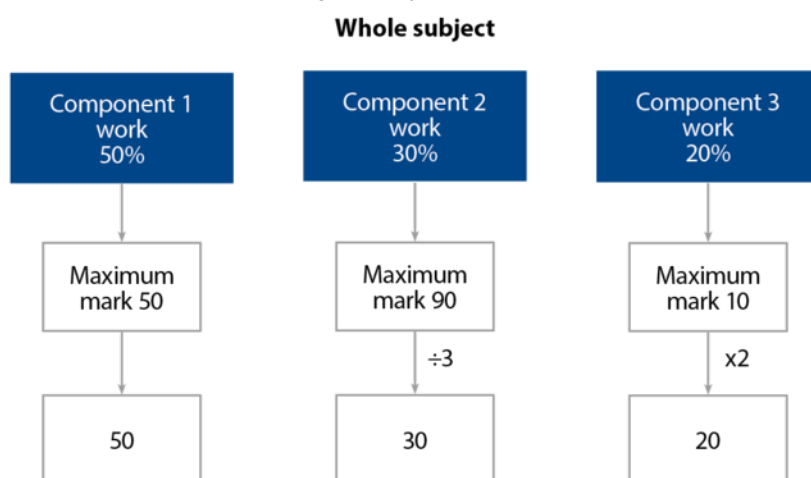 Whole subject
Component 1
work
50%
Component 2
work
30%
Component 3
work
20%
Maximum
mark 50
Maximum
mark 90
Maximum
mark 10
÷3
x2
50
30
20